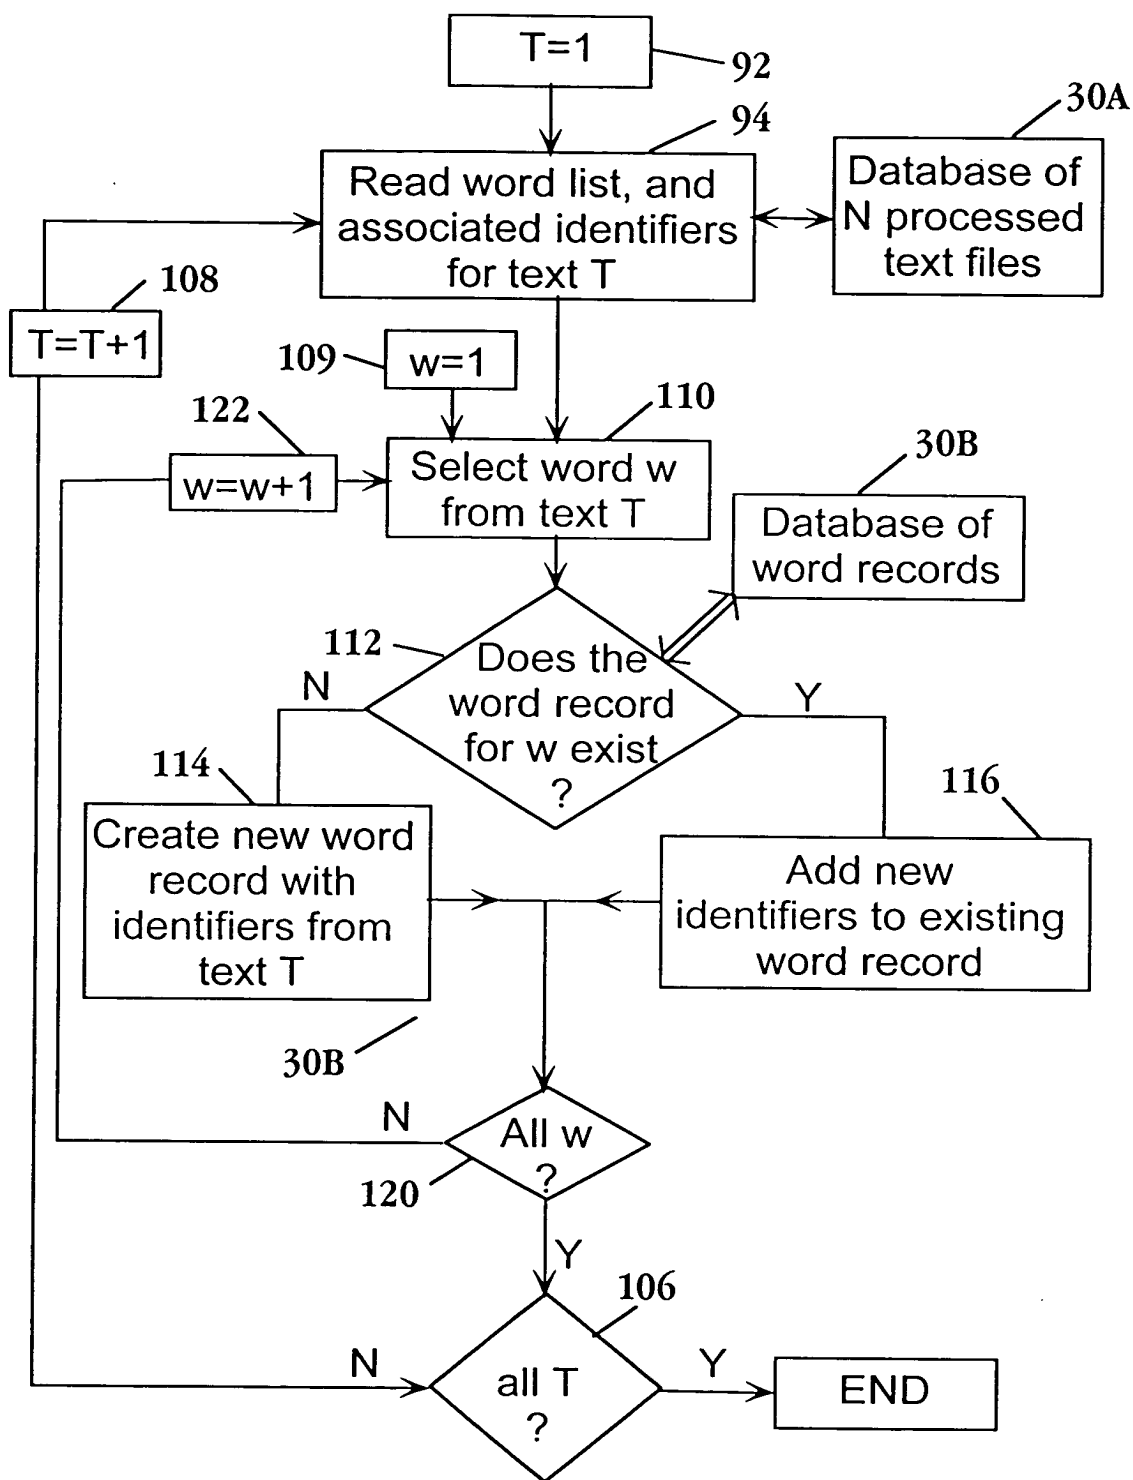 T=1
92
94
30A
Read word list, and
associated identifiers
for text T
Database of
N processed
text files
108
T=T+1
109
w=1
122
110
w=w+1
Select word w
from text T
30B
Database of
word records
112
N
Does the
word record
for w exist
?
Y
114
116
Create new word
record with
identifiers from
text T
Add new
identifiers to existing
word record
30B
N
All w
?
120
Y
106
N
all T
?
Y
END